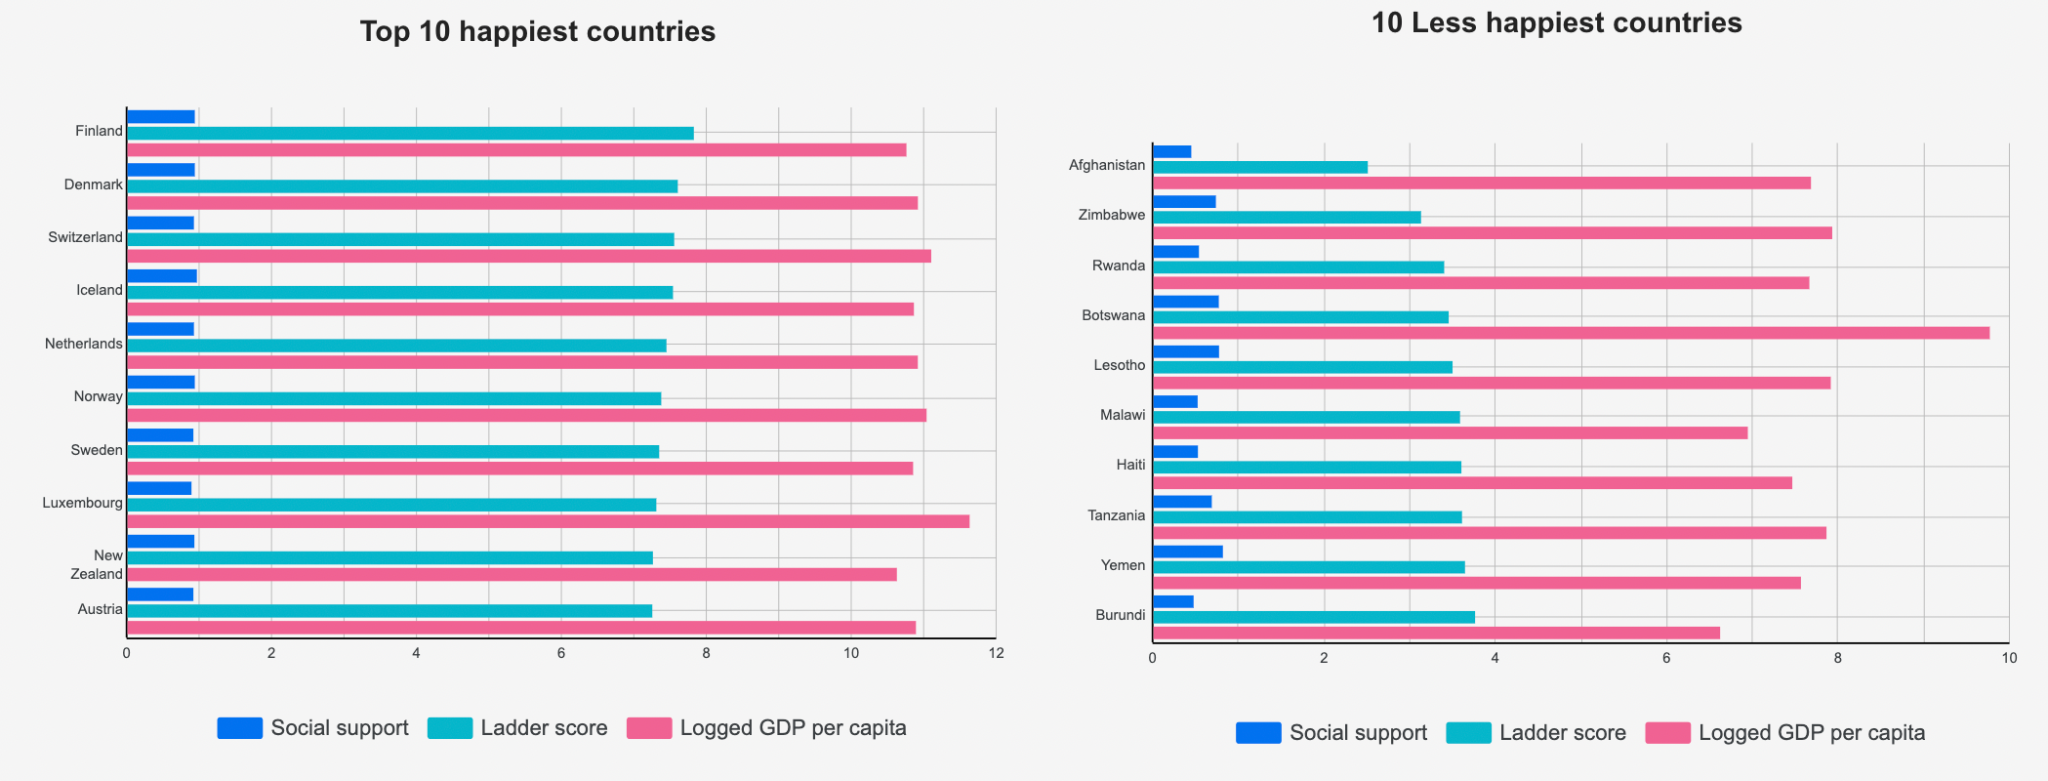 Top 10 happiest countries
Finland
Denmark
Switzerland
Iceland
Netherlands
Norway
Sweden
Luxembourg
New
Zealand
Austria
0 2 4 6 8 10 12
Social support Ladder score Logged GDP per capita
10 Less happiest countries
Afghanistan
Zimbabwe
Rwanda
Botswana
Lesotho
Malawi
Haiti
Tanzania
Yemen
Burundi
0 2 4 6 8 10
Social support Ladder score Logged GDP per capita